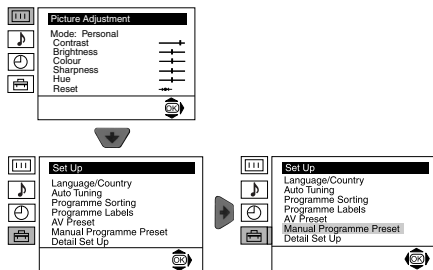 Picture Adjustment
Mode: Personal
Contrast
Brightness
Colour
Sharpness
Hue
Reset
OK
Set Up
Language/Country
Auto Tuning
Programme Sorting
Programme Labels
AV Preset
Manual Programme Preset
Detail Set Up
OK
Set Up
Language/Country
Auto Tuning
Programme Sorting
Programme Labels
AV Preset
Manual Programme Preset
Detail Set Up
OK